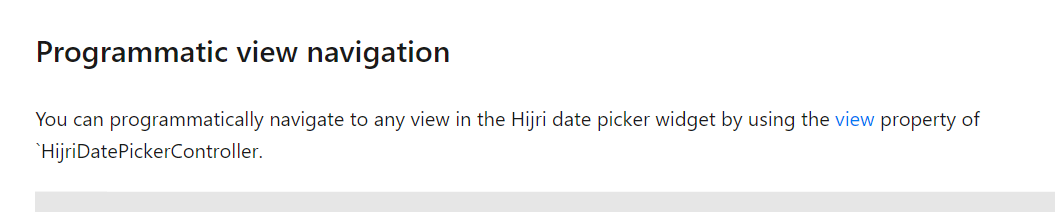 Programmatic view navigation
You can programmatically navigate to any view in the Hijri date picker widget by using the view property of
`HijriDatePickerController.